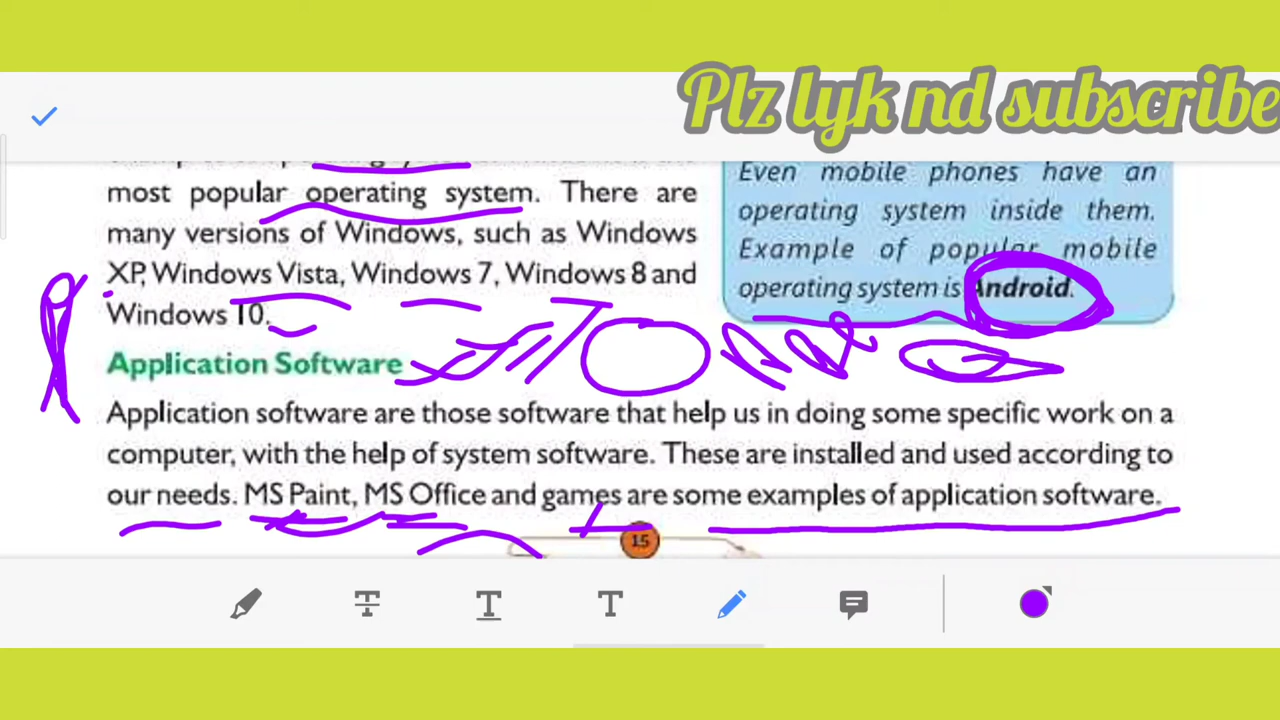 Plz lyk nd subscribe
most popular operating system. There are
many versions of Windows, such as Windows
XP, Windows Vista, Windows 7, Windows 8 and
Windows 10.
Even mobile phones have an
operating system inside them.
Example of popular mobile
operating system is Android.
Application Software
Application software are those software that help us in doing some specific work on a
computer, with the help of system software. These are installed and used according to
our needs. MS Paint, MS Office and games are some examples of application software.
15
T
T
T